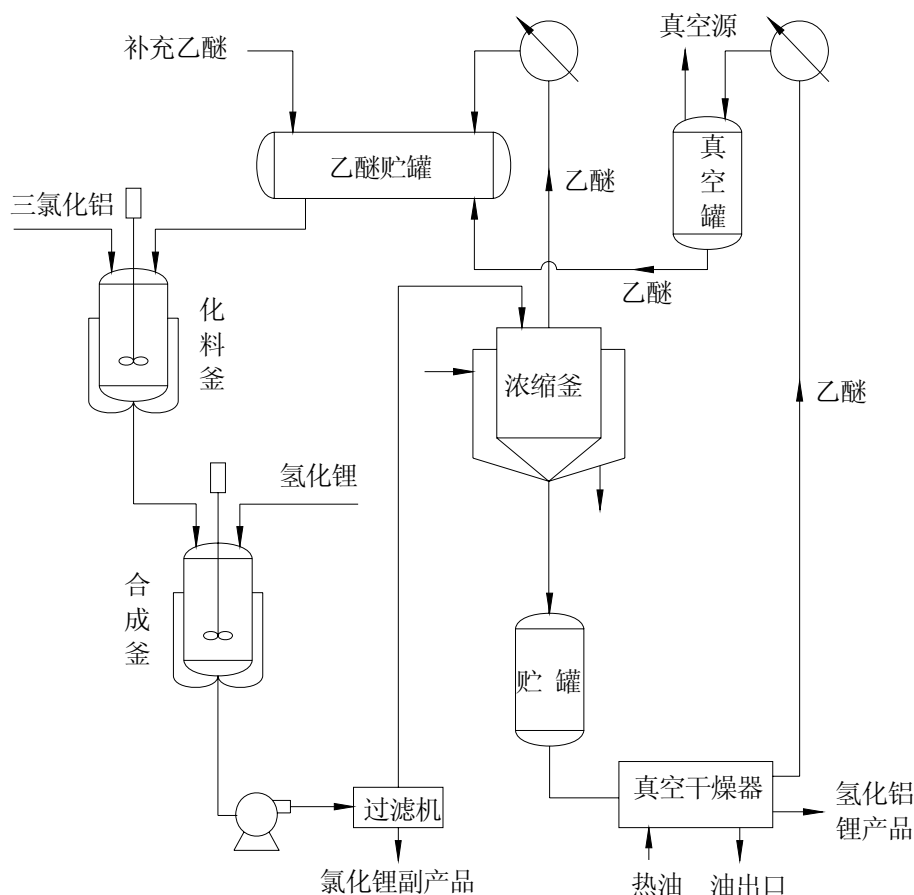 补充乙醚
真空源
乙醚贮罐
真空罐
乙醚
三氯化铝
乙醚
化料釜
浓缩釜
乙醚
氢化锂
合成釜
贮 罐
真空干燥器
过滤机
氢化铝
锂产品
氯化锂副产品
热油
油出口